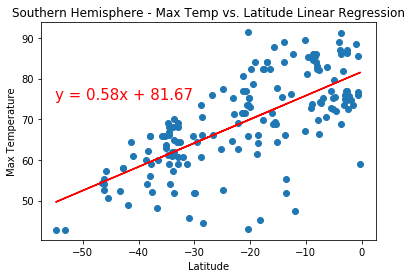 Southern Hemisphere - Max Temp vs. Latitude Linear Regression
90
80
70
60
50
Max Temperature
y = 0.58x + 81.67
−50
−40
−30
−20
−10
0
Latitude